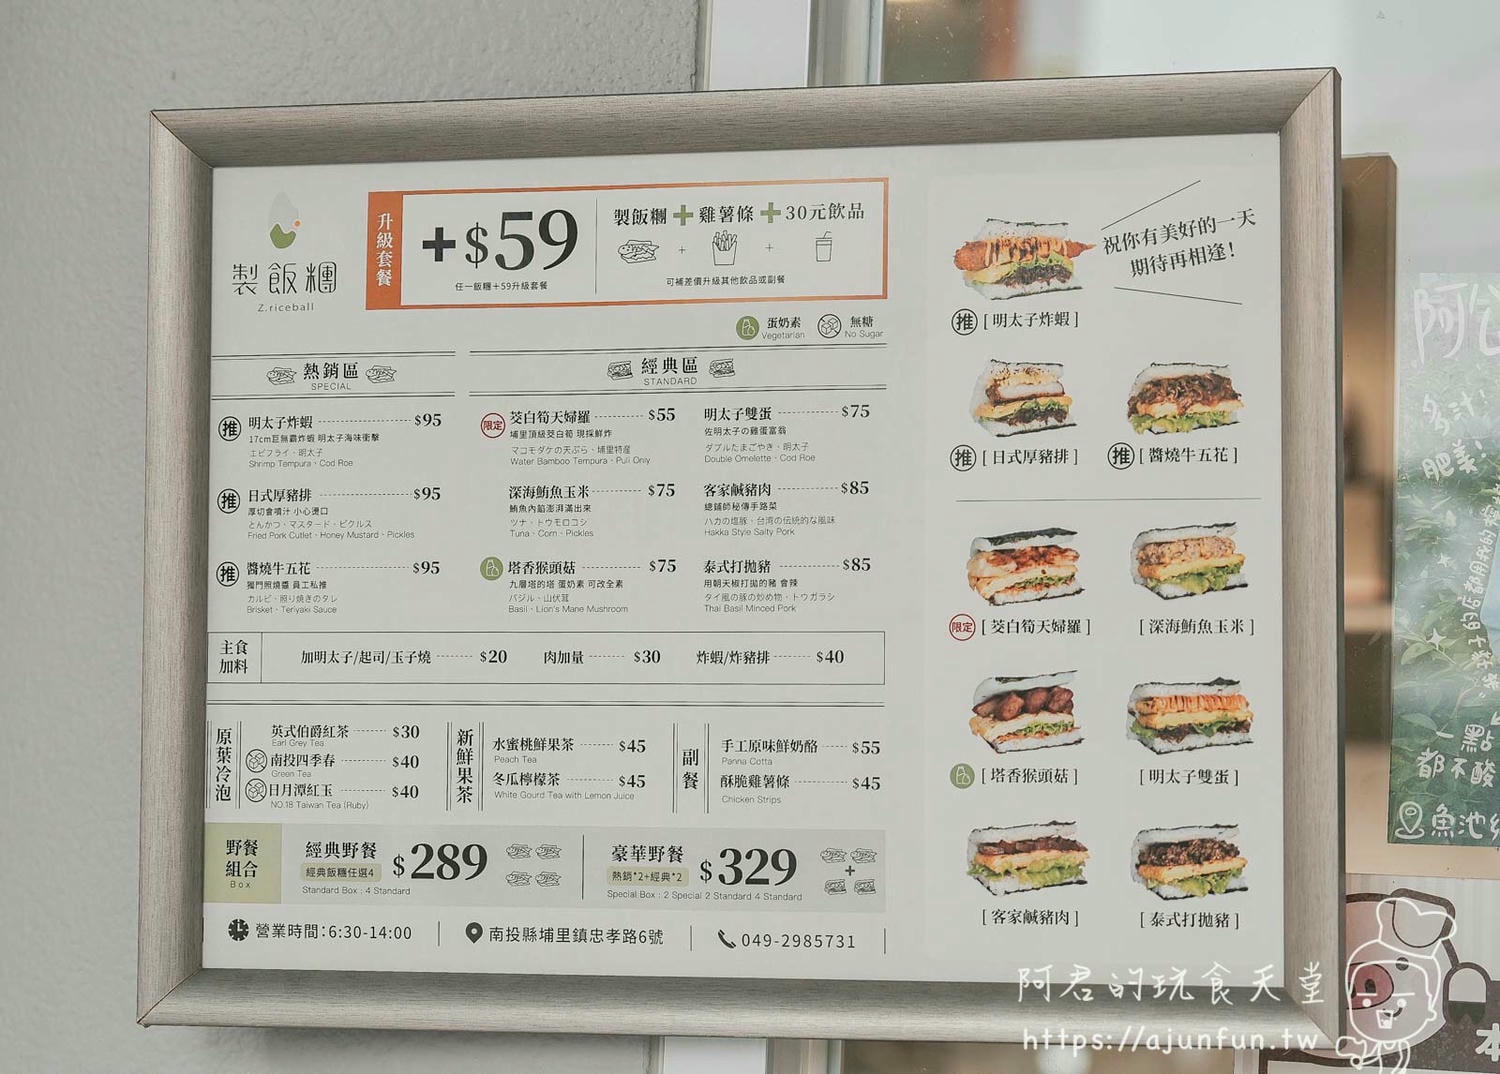 製飯糰
Z.riceball
升級套餐
+$59
任一飯糰+59升級套餐
製飯糰+雞薯條+30元飲品
+ +
可補差價升級其他飲品或副餐
蛋奶素
Vegetarian
無糖
No Sugar
熱銷區
SPECIAL
推 明太子炸蝦 $95
17cm巨無霸炸蝦 明太子海味衝擊
エビフライ、明太子
Shrimp Tempura、Cod Roe
推 日式厚豬排 $95
厚切會噴汁 小心燙口
とんかつ、マスタード、ピクルス
Fried Pork Cutlet、Honey Mustard、Pickles
推 醬燒牛五花 $95
獨門照燒醬 員工私推
カルビ、照り焼きのタレ
Brisket、Teriyaki Sauce
經典區
STANDARD
限定 茭白筍天婦羅 $55
埔里頂級茭白筍 現採鮮炸
マコモダケの天ぷら、埔里特産
Water Bamboo Tempura、Puli Only
深海鮪魚玉米 $75
鮪魚內餡澎湃滿出來
ツナ、トウモロコシ
Tuna、Corn、Pickles
塔香猴頭菇 $75
九層塔的塔 蛋奶素 可改全素
バジル、山伏茸
Basil、Lion's Mane Mushroom
明太子雙蛋 $75
佐明太子の雞蛋富翁
ダブルたまごやき、明太子
Double Omelette、Cod Roe
客家鹹豬肉 $85
總鋪師秘傳手路菜
ハカの塩豚、台湾の伝統的な風味
Hakka Style Salty Pork
泰式打拋豬 $85
用朝天椒打拋的豬 會辣
タイ風の豚の炒め物、トウガラシ
Thai Basil Minced Pork
主食
加料
加明太子/起司/玉子燒 $20
肉加量 $30
炸蝦/炸豬排 $40
原葉冷泡
英式伯爵紅茶 $30
Earl Grey Tea
南投四季春 $40
Green Tea
日月潭紅玉 $40
NO.18 Taiwan Tea (Ruby)
新鮮果茶
水蜜桃鮮果茶 $45
Peach Tea
冬瓜檸檬茶 $45
White Gourd Tea with Lemon Juice
副餐
手工原味鮮奶酪 $55
Panna Cotta
酥脆雞薯條 $45
Chicken Strips
野餐
組合
Box
經典野餐 $289
經典飯糰任選4
Standard Box : 4 Standard
豪華野餐 $329
熱銷*2+經典*2
+
Special Box : 2 Special 2 Standard 4 Standard
營業時間:6:30-14:00
南投縣埔里鎮忠孝路6號
049-2985731
祝你有美好的一天
期待再相逢!
推 [ 明太子炸蝦 ]
推 [ 日式厚豬排 ]
推 [ 醬燒牛五花 ]
限定 [ 茭白筍天婦羅 ]
[ 深海鮪魚玉米 ]
[ 塔香猴頭菇 ]
[ 明太子雙蛋 ]
[ 客家鹹豬肉 ]
[ 泰式打拋豬 ]
阿
多汁
肥美
一點
都不酸
魚池
阿君的玩食天堂
https://ajunfun.tw